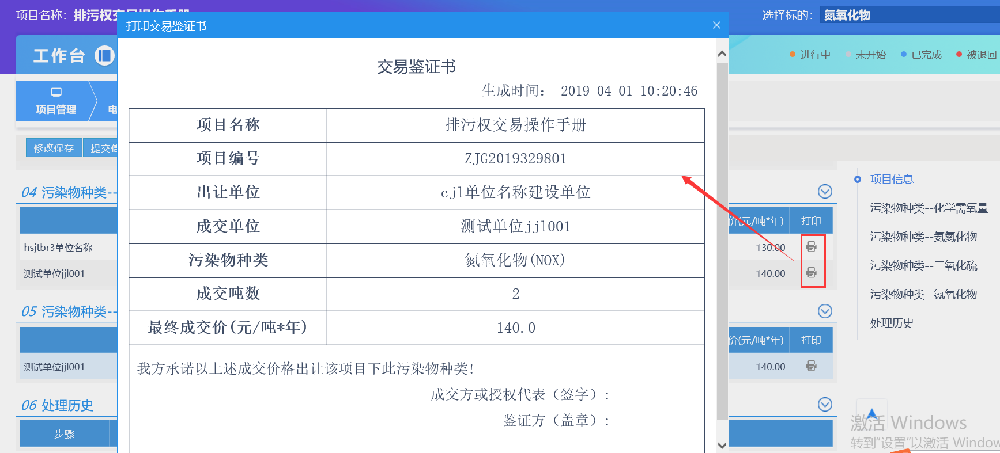 项目名称： 排污权交易操作手册
选择标的： 氮氧化物
打印交易鉴证书
工作台
进行中 未开始 已完成 被退回
项目管理
电
修改保存 提交信
交易鉴证书
生成时间： 2019-04-01 10:20:46
项目名称 排污权交易操作手册
项目编号 ZJG2019329801
出让单位 cjl单位名称建设单位
成交单位 测试单位jjl001
污染物种类 氮氧化物(NOX)
成交吨数 2
最终成交价(元/吨*年) 140.0
我方承诺以上述成交价格出让该项目下此污染物种类!
成交方或授权代表（签字）:
鉴证方（盖章）:
04 污染物种类--
价(元/吨*年) 打印
hsjtbr3单位名称 130.00
测试单位jjl001 140.00
05 污染物种类--
价(元/吨*年) 打印
测试单位jjl001 140.00
06 处理历史
步骤
项目信息
污染物种类--化学需氧量
污染物种类--氨氮化物
污染物种类--二氧化硫
污染物种类--氮氧化物
处理历史
激活 Windows
转到"设置"以激活 Window